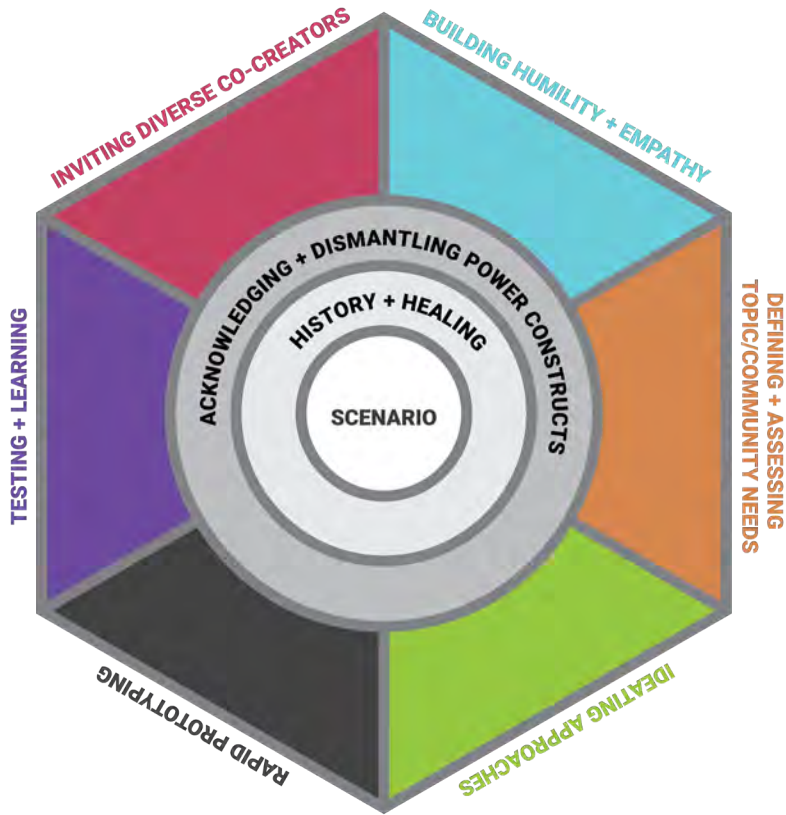 INVITING DIVERSE CO-CREATORS
BUILDING HUMILITY + EMPATHY
DEFINING + ASSESSING
TOPIC/COMMUNITY NEEDS
IDEATING APPROACHES
RAPID PROTOTYPING
TESTING + LEARNING
ACKNOWLEDGING + DISMANTLING POWER CONSTRUCTS
HISTORY + HEALING
SCENARIO